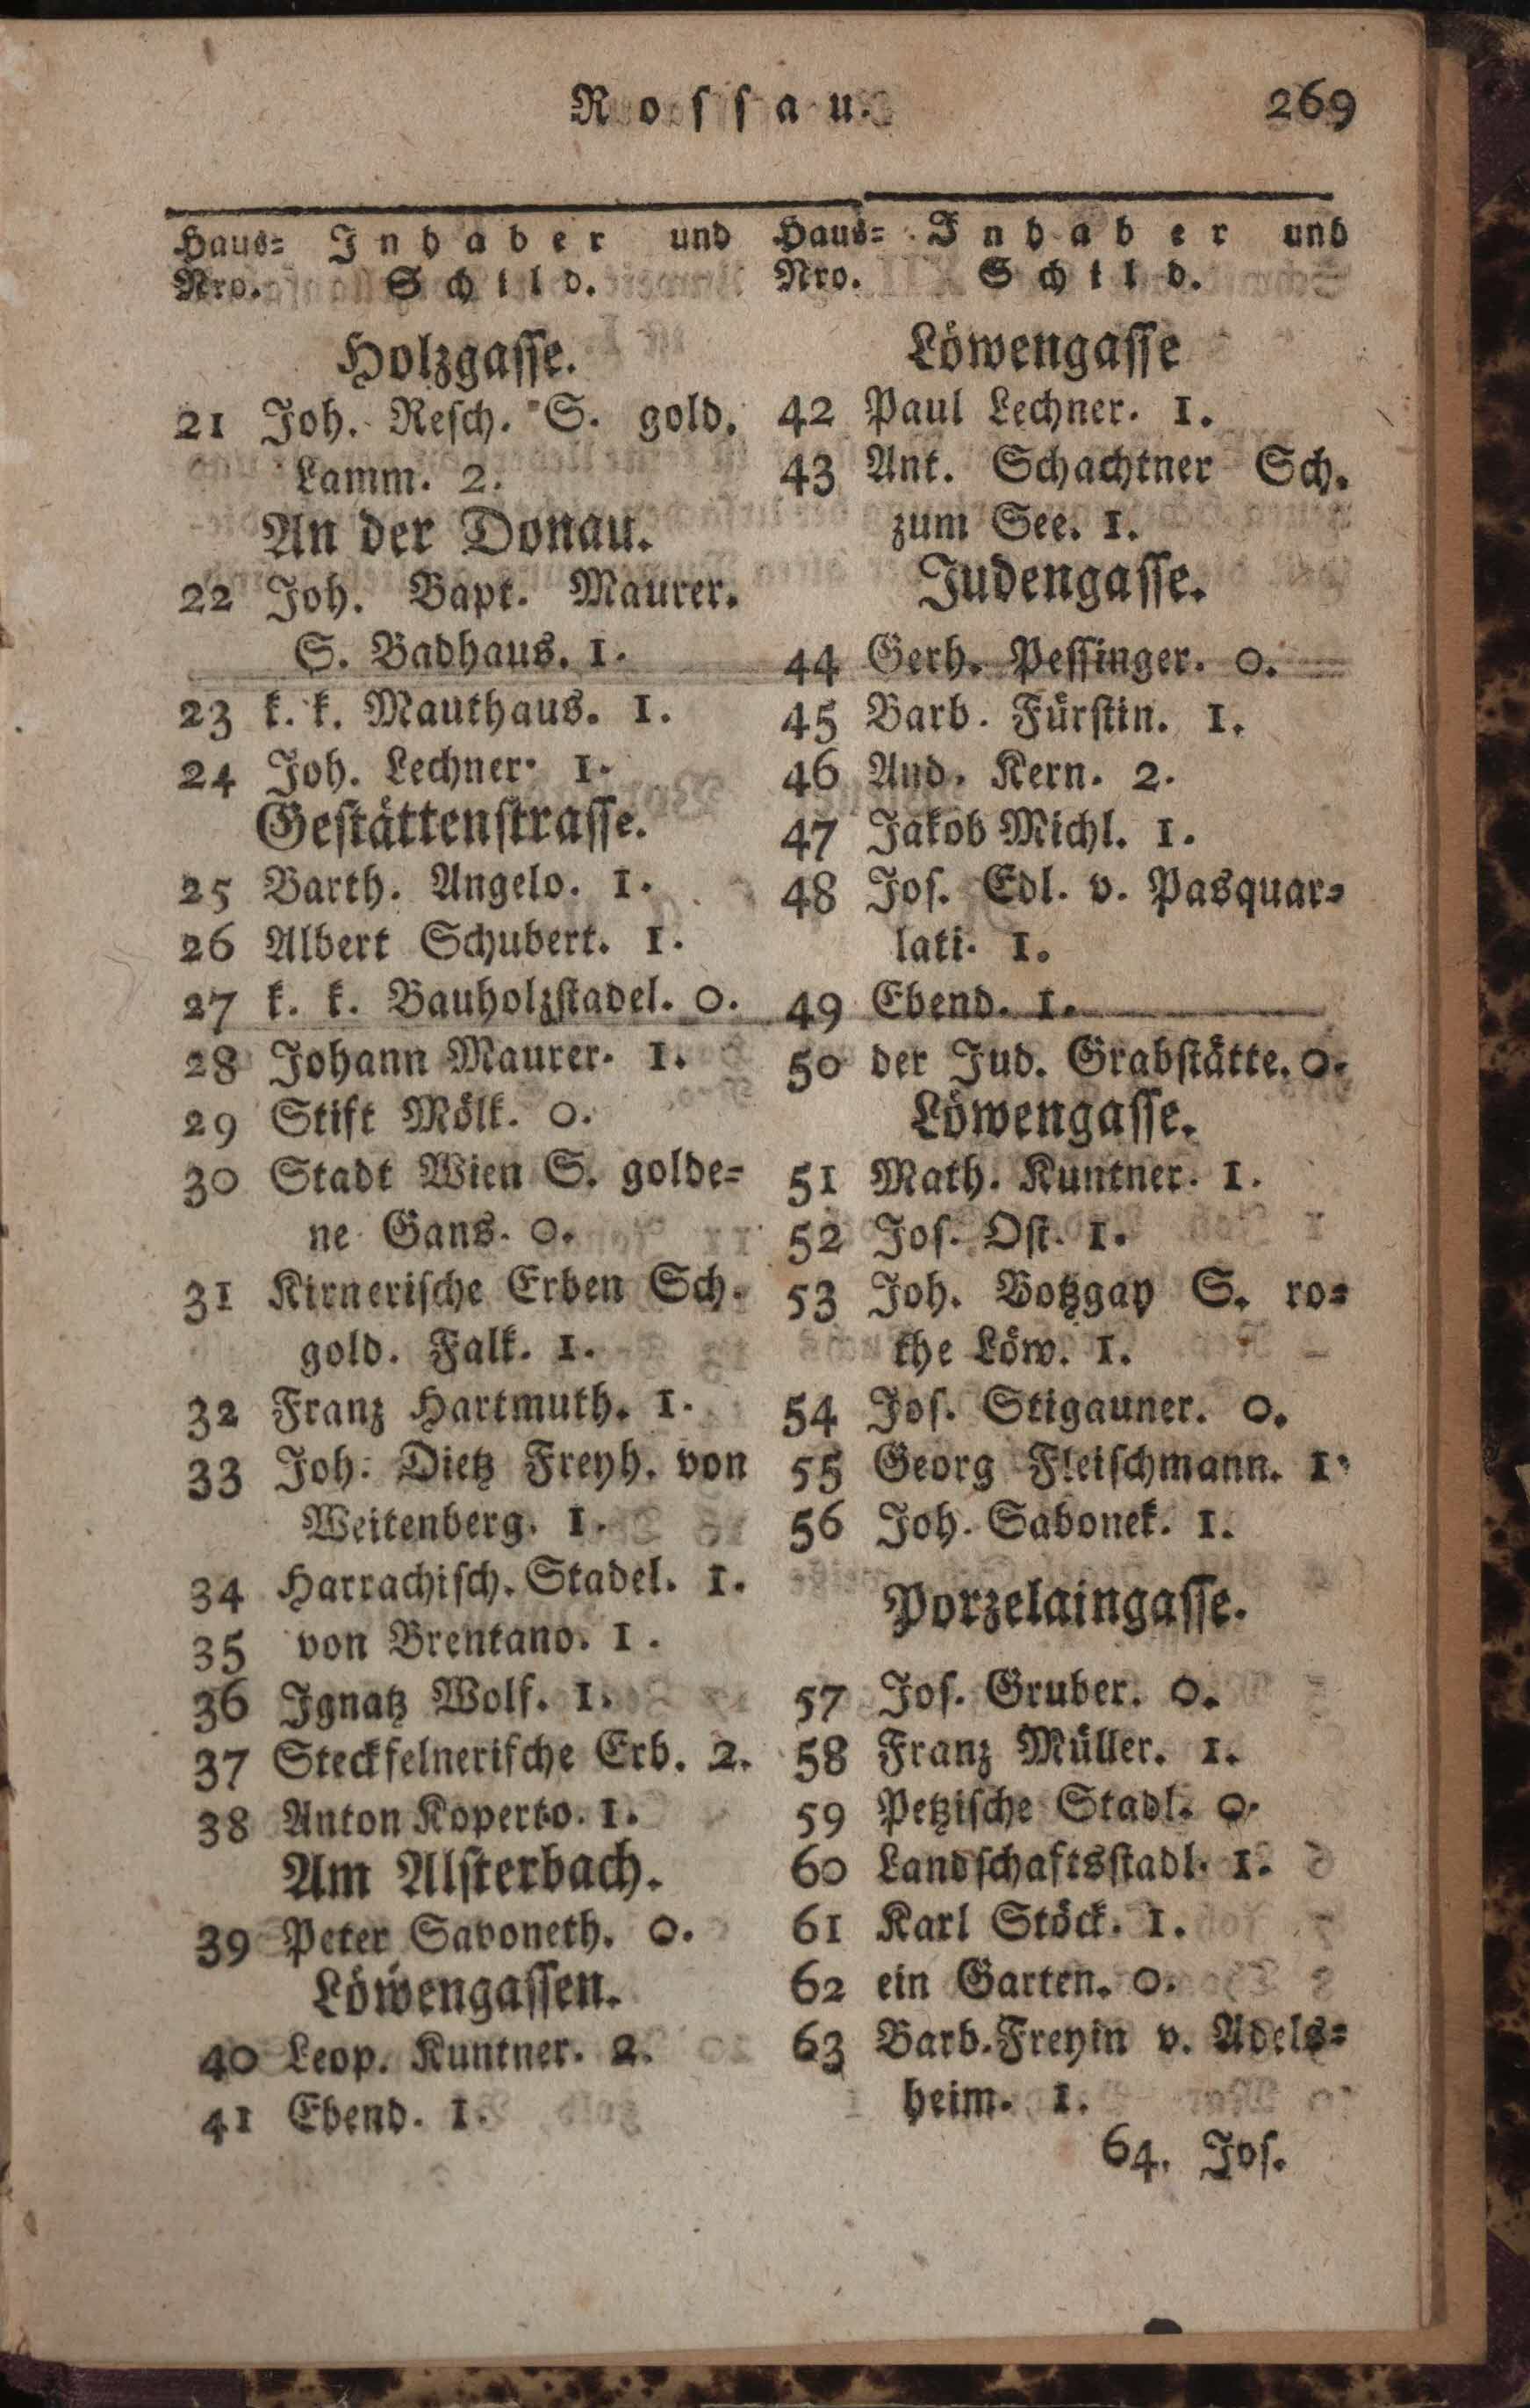 Rossau.
269
Haus= Inhaber und
Nro. Schild.
Holzgasse.
21 Joh. Resch. S. gold.
Lamm. 2.
An der Donau.
22 Joh. Bapt. Maurer.
S. Badhaus. 1.
23 k. k. Mauthaus. 1.
24 Joh. Lechner. 1.
Gestättenstrasse.
25 Barth. Angelo. 1.
26 Albert Schubert. 1.
27 k. k. Bauholzstadel. 0.
28 Johann Maurer. 1.
29 Stift Mölk. 0.
30 Stadt Wien S. golde=
ne Gans. 0.
31 Kirnerische Erben Sch.
gold. Falk. 1.
32 Franz Hartmuth. 1.
33 Joh. Dietz Freyh. von
Weitenberg. 1.
34 Harrachisch. Stadel. 1.
35 von Brentano. 1.
36 Ignatz Wolf. 1.
37 Steckfelnerische Erb. 2.
38 Anton Koperto. 1.
Am Alsterbach.
39 Peter Savoneth. 0.
Löwengassen.
40 Leop. Kuntner. 2.
41 Ebend. 1.
Haus= Inhaber und
Nro. Schild.
Löwengasse
42 Paul Lechner. 1.
43 Ant. Schachtner Sch.
zum See. 1.
Judengasse.
44 Gerh. Pessinger. 0.
45 Barb. Fürstin. 1.
46 And. Kern. 2.
47 Jakob Michl. 1.
48 Jos. Edl. v. Pasquar=
lati. 1.
49 Ebend. 1.
50 der Jud. Grabstätte. 0.
Löwengasse.
51 Math. Kuntner. 1.
52 Jos. Ost. 1.
53 Joh. Botzgay S. ro=
the Löw. 1.
54 Jos. Stigauner. 0.
55 Georg Fleischmann. 1.
56 Joh. Sabonek. 1.
Porzelaingasse.
57 Jos. Gruber. 0.
58 Franz Müller. 1.
59 Petzische Stadl. 0.
60 Landschaftsstadl. 1.
61 Karl Stöck. 1.
62 ein Garten. 0.
63 Barb. Freyin v. Adels=
heim. 1.
64. Jos.